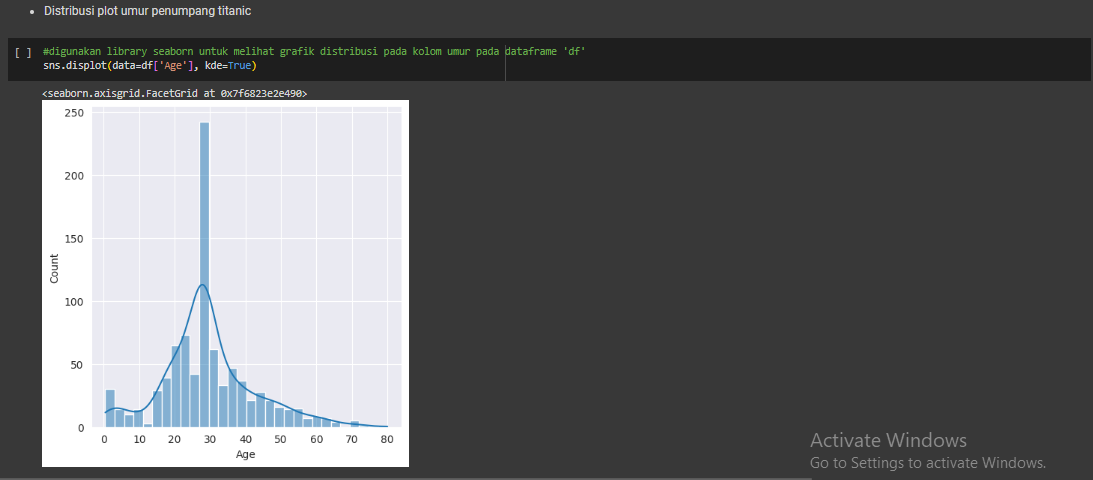 • Distribusi plot umur penumpang titanic
[ ] #digunakan library seaborn untuk melihat grafik distribusi pada kolom umur pada dataframe 'df'
sns.displot(data=df['Age'], kde=True)
<seaborn.axisgrid.FacetGrid at 0x7f6823e2e490>
250
200
150
100
50
0
Count
0 10 20 30 40 50 60 70 80
Age
Activate Windows
Go to Settings to activate Windows.